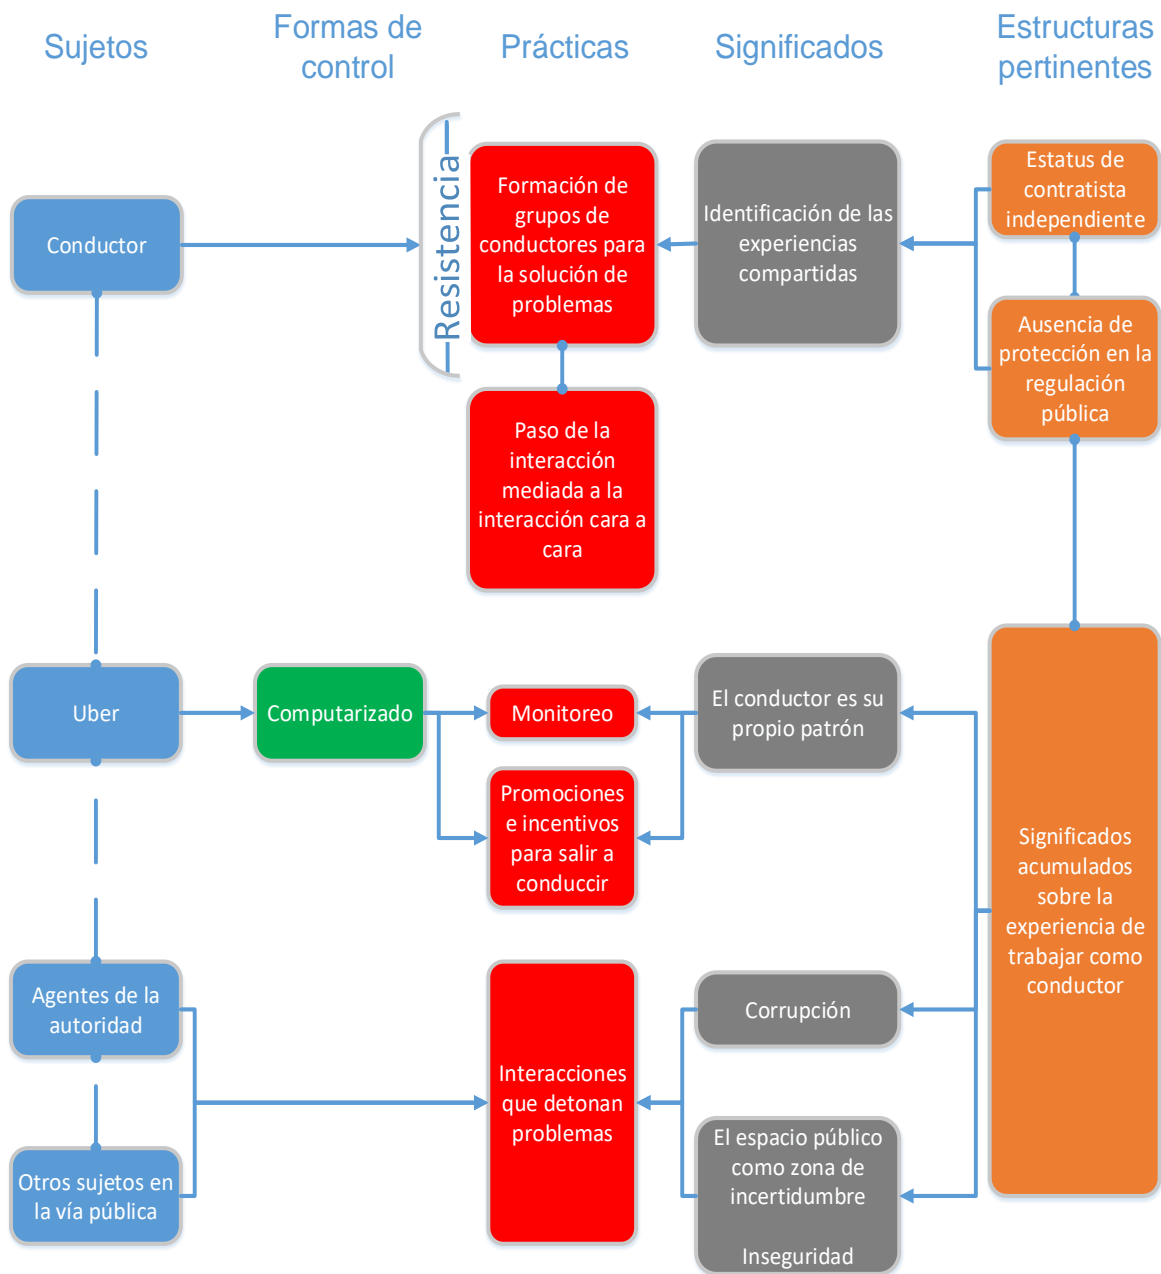 Sujetos
Formas de
control
Prácticas
Significados
Estructuras
pertinentes
Conductor
Resistencia
Formación de
grupos de
conductores para
la solución de
problemas
Identificación de las
experiencias
compartidas
Estatus de
contratista
independiente
Ausencia de
protección en la
regulación
pública
Paso de la
interacción
mediada a la
interacción cara a
cara
Uber
Computarizado
Monitoreo
El conductor es su
propio patrón
Promociones
e incentivos
para salir a
conduccir
Significados
acumulados
sobre la
experiencia de
trabajar como
conductor
Agentes de la
autoridad
Corrupción
Interacciones
que detonan
problemas
Otros sujetos en
la vía pública
El espacio público
como zona de
incertidumbre
Inseguridad